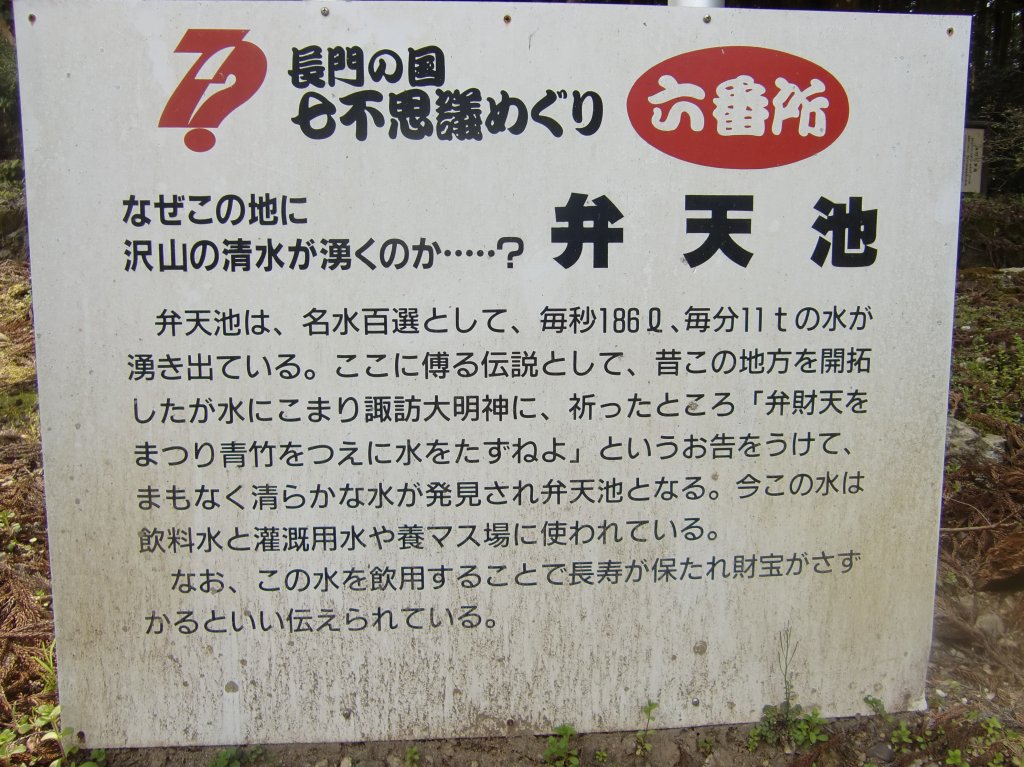 7?
長門の国
七不思議めぐり
六番所
なぜこの地に
沢山の清水が湧くのか……?
弁天池
弁天池は、名水百選として、毎秒186ℓ、毎分11tの水が
湧き出ている。ここに傅る伝説として、昔この地方を開拓
したが水にこまり諏訪大明神に、祈ったところ「弁財天を
まつり青竹をつえに水をたずねよ」というお告をうけて、
まもなく清らかな水が発見され弁天池となる。今この水は
飲料水と灌漑用水や養マス場に使われている。
なお、この水を飲用することで長寿が保たれ財宝がさず
かるといい伝えられている。